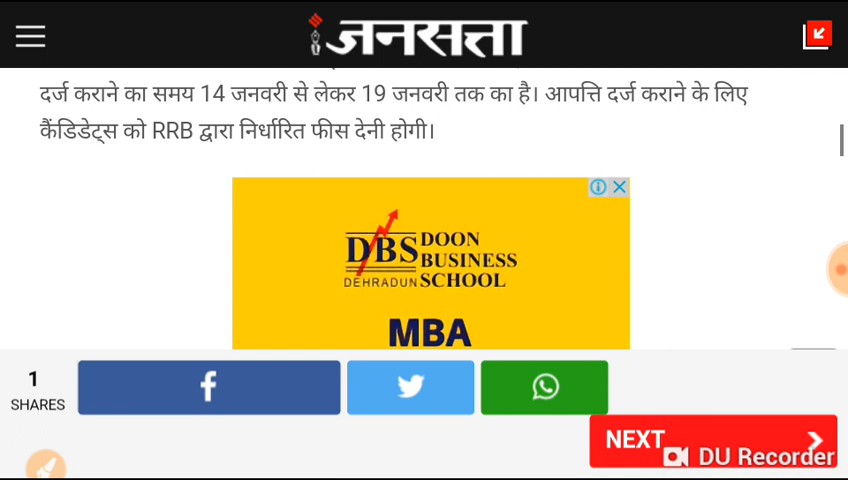 जनसत्ता
दर्ज कराने का समय 14 जनवरी से लेकर 19 जनवरी तक का है। आपत्ति दर्ज कराने के लिए
कैंडिडेट्स को RRB द्वारा निर्धारित फीस देनी होगी।
DBS DOON
BUSINESS
DEHRADUN SCHOOL
MBA
1
SHARES
NEXT
DU Recorder